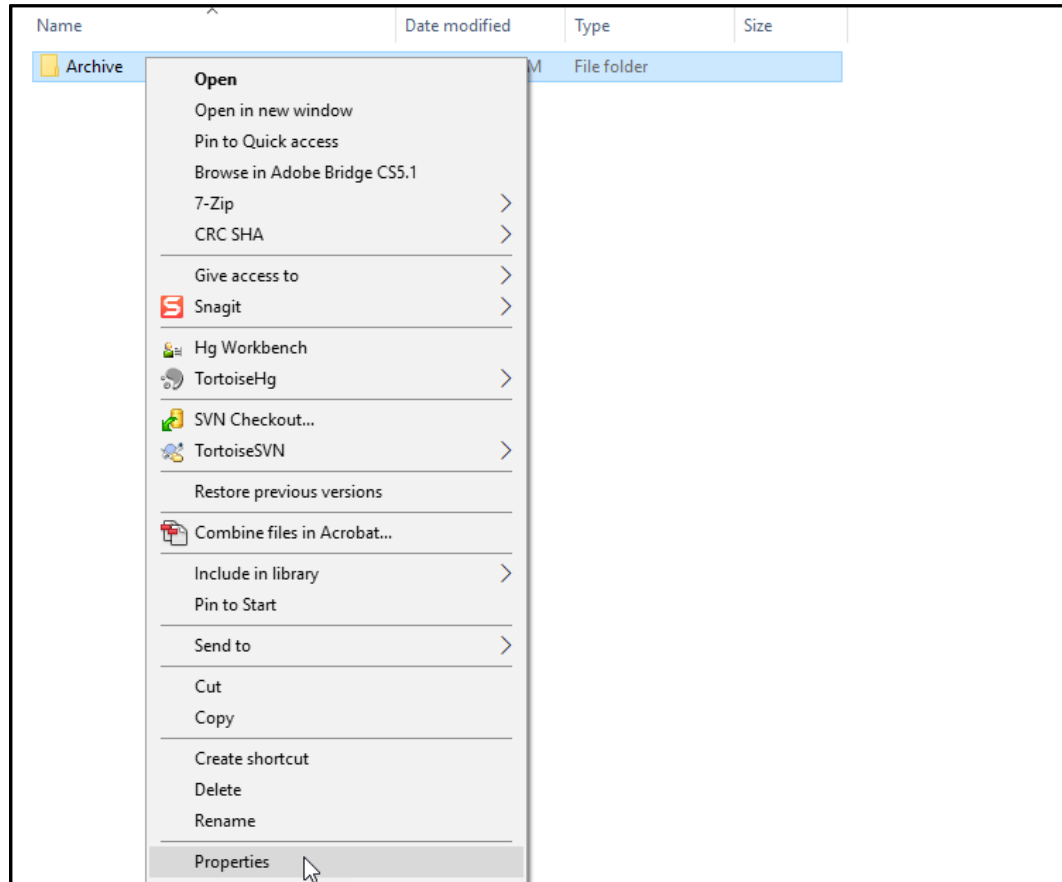 Name Date modified Type Size
Archive M File folder
Open
Open in new window
Pin to Quick access
Browse in Adobe Bridge CS5.1
7-Zip
CRC SHA
Give access to
Snagit
Hg Workbench
TortoiseHg
SVN Checkout...
TortoiseSVN
Restore previous versions
Combine files in Acrobat...
Include in library
Pin to Start
Send to
Cut
Copy
Create shortcut
Delete
Rename
Properties